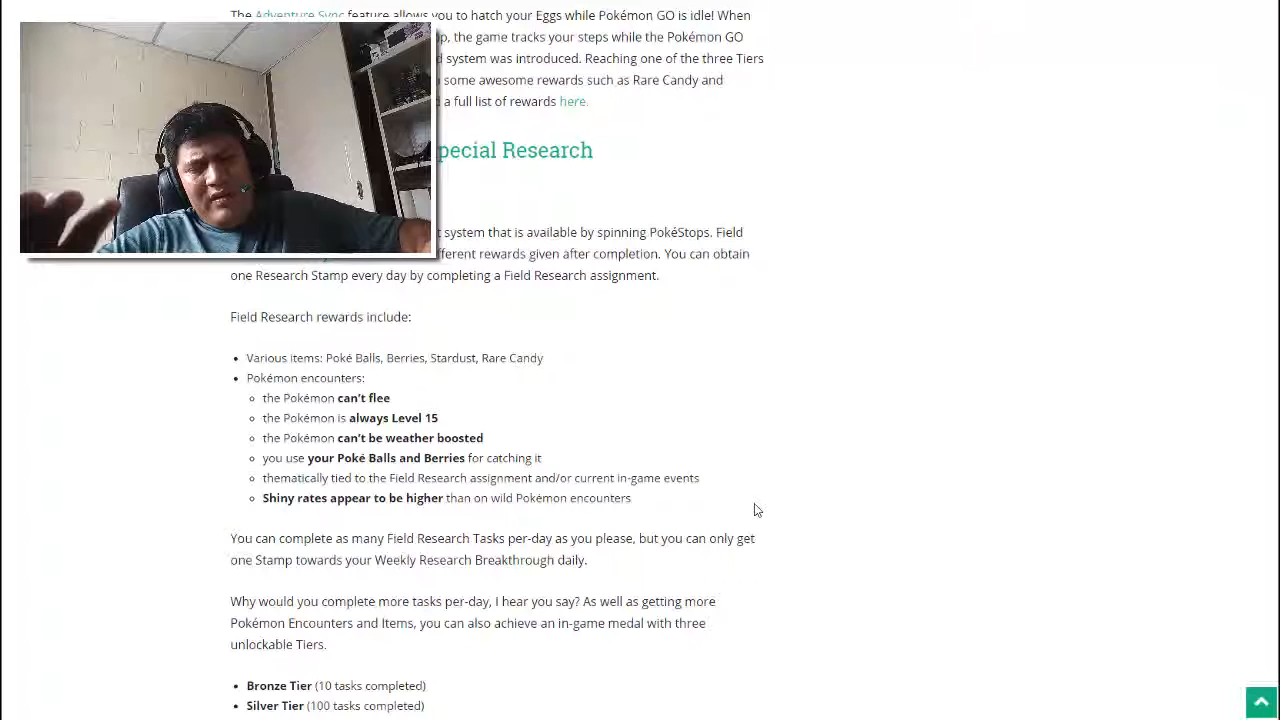 The Adventure Sync feature allows you to hatch your Eggs while Pokémon GO is idle! When
the game tracks your steps while the Pokémon GO
system was introduced. Reaching one of the three Tiers
some awesome rewards such as Rare Candy and
a full list of rewards here.
pecial Research
t system that is available by spinning PokéStops. Field
fferent rewards given after completion. You can obtain
one Research Stamp every day by completing a Field Research assignment.
Field Research rewards include:
• Various items: Poké Balls, Berries, Stardust, Rare Candy
• Pokémon encounters:
the Pokémon can't flee
the Pokémon is always Level 15
the Pokémon can't be weather boosted
you use your Poké Balls and Berries for catching it
thematically tied to the Field Research assignment and/or current in-game events
Shiny rates appear to be higher than on wild Pokémon encounters
You can complete as many Field Research Tasks per-day as you please, but you can only get
one Stamp towards your Weekly Research Breakthrough daily.
Why would you complete more tasks per-day, I hear you say? As well as getting more
Pokémon Encounters and Items, you can also achieve an in-game medal with three
unlockable Tiers.
• Bronze Tier (10 tasks completed)
• Silver Tier (100 tasks completed)